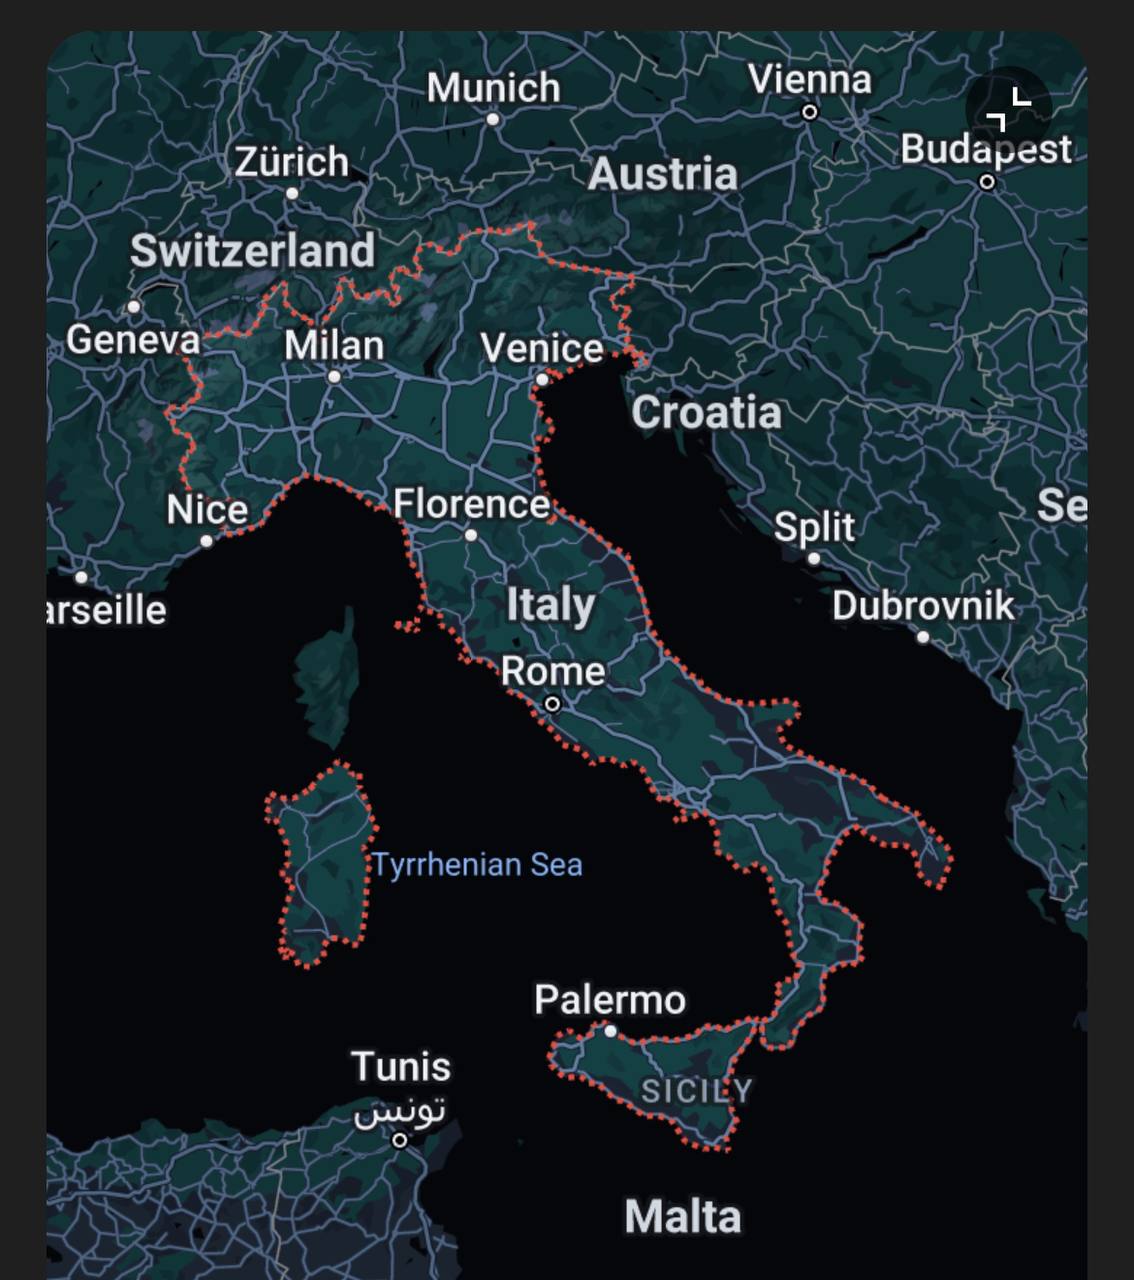 Munich
Vienna
Budapest
Zürich
Austria
Switzerland
Geneva
Milan
Venice
Croatia
Nice
Florence
Se
Split
arseille
Italy
Dubrovnik
Rome
Tyrrhenian Sea
Palermo
Tunis
تونس
SICILY
Malta